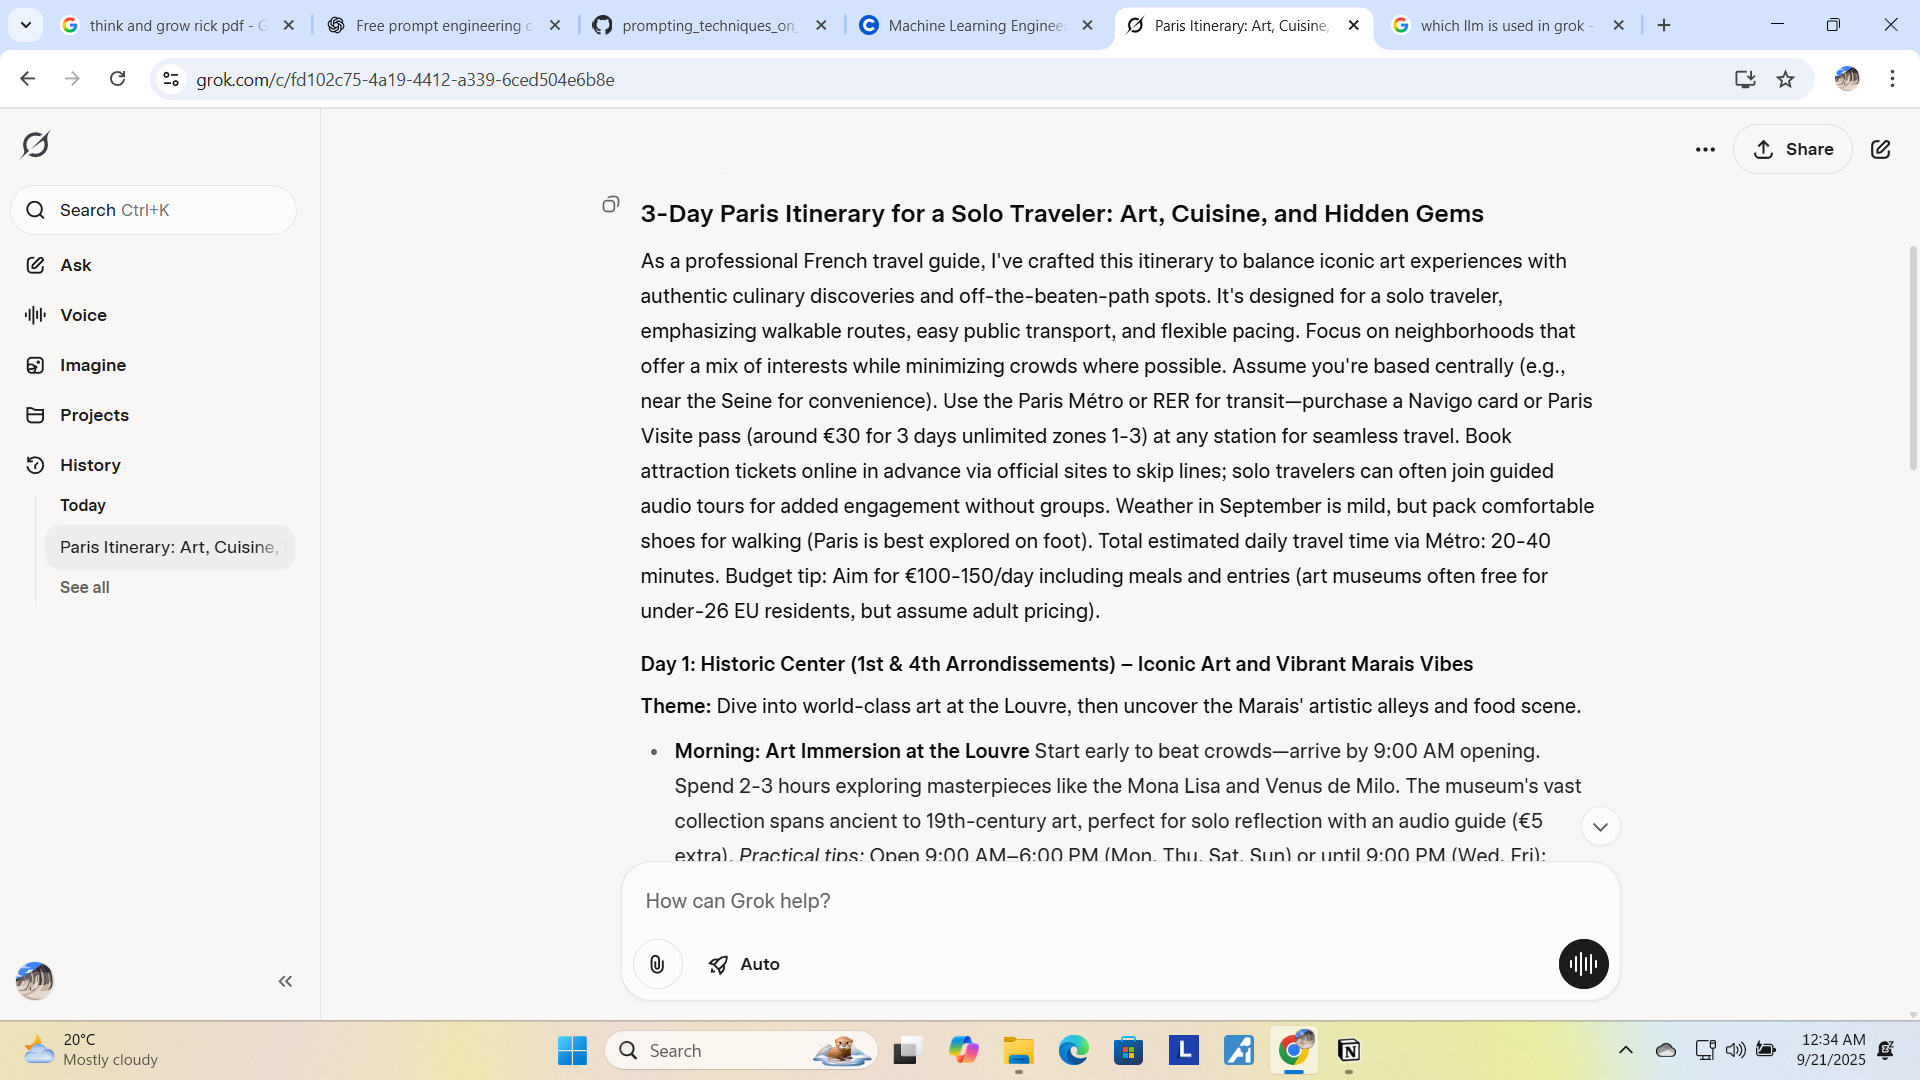 think and grow rick pdf - G
Free prompt engineering c
prompting_techniques_on_
Machine Learning Engineer
Paris Itinerary: Art, Cuisine,
which llm is used in grok -
grok.com/c/fd102c75-4a19-4412-a339-6ced504e6b8e
Share
Search Ctrl+K
Ask
Voice
Imagine
Projects
History
Today
Paris Itinerary: Art, Cuisine,
See all
3-Day Paris Itinerary for a Solo Traveler: Art, Cuisine, and Hidden Gems
As a professional French travel guide, I've crafted this itinerary to balance iconic art experiences with
authentic culinary discoveries and off-the-beaten-path spots. It's designed for a solo traveler,
emphasizing walkable routes, easy public transport, and flexible pacing. Focus on neighborhoods that
offer a mix of interests while minimizing crowds where possible. Assume you're based centrally (e.g.,
near the Seine for convenience). Use the Paris Métro or RER for transit—purchase a Navigo card or Paris
Visite pass (around €30 for 3 days unlimited zones 1-3) at any station for seamless travel. Book
attraction tickets online in advance via official sites to skip lines; solo travelers can often join guided
audio tours for added engagement without groups. Weather in September is mild, but pack comfortable
shoes for walking (Paris is best explored on foot). Total estimated daily travel time via Métro: 20-40
minutes. Budget tip: Aim for €100-150/day including meals and entries (art museums often free for
under-26 EU residents, but assume adult pricing).
Day 1: Historic Center (1st & 4th Arrondissements) – Iconic Art and Vibrant Marais Vibes
Theme: Dive into world-class art at the Louvre, then uncover the Marais' artistic alleys and food scene.
• Morning: Art Immersion at the Louvre Start early to beat crowds—arrive by 9:00 AM opening.
Spend 2-3 hours exploring masterpieces like the Mona Lisa and Venus de Milo. The museum's vast
collection spans ancient to 19th-century art, perfect for solo reflection with an audio guide (€5
extra). Practical tips: Open 9:00 AM–6:00 PM (Mon, Thu, Sat, Sun) or until 9:00 PM (Wed, Fri);
How can Grok help?
Auto
20°C
Mostly cloudy
Search
12:34 AM
9/21/2025